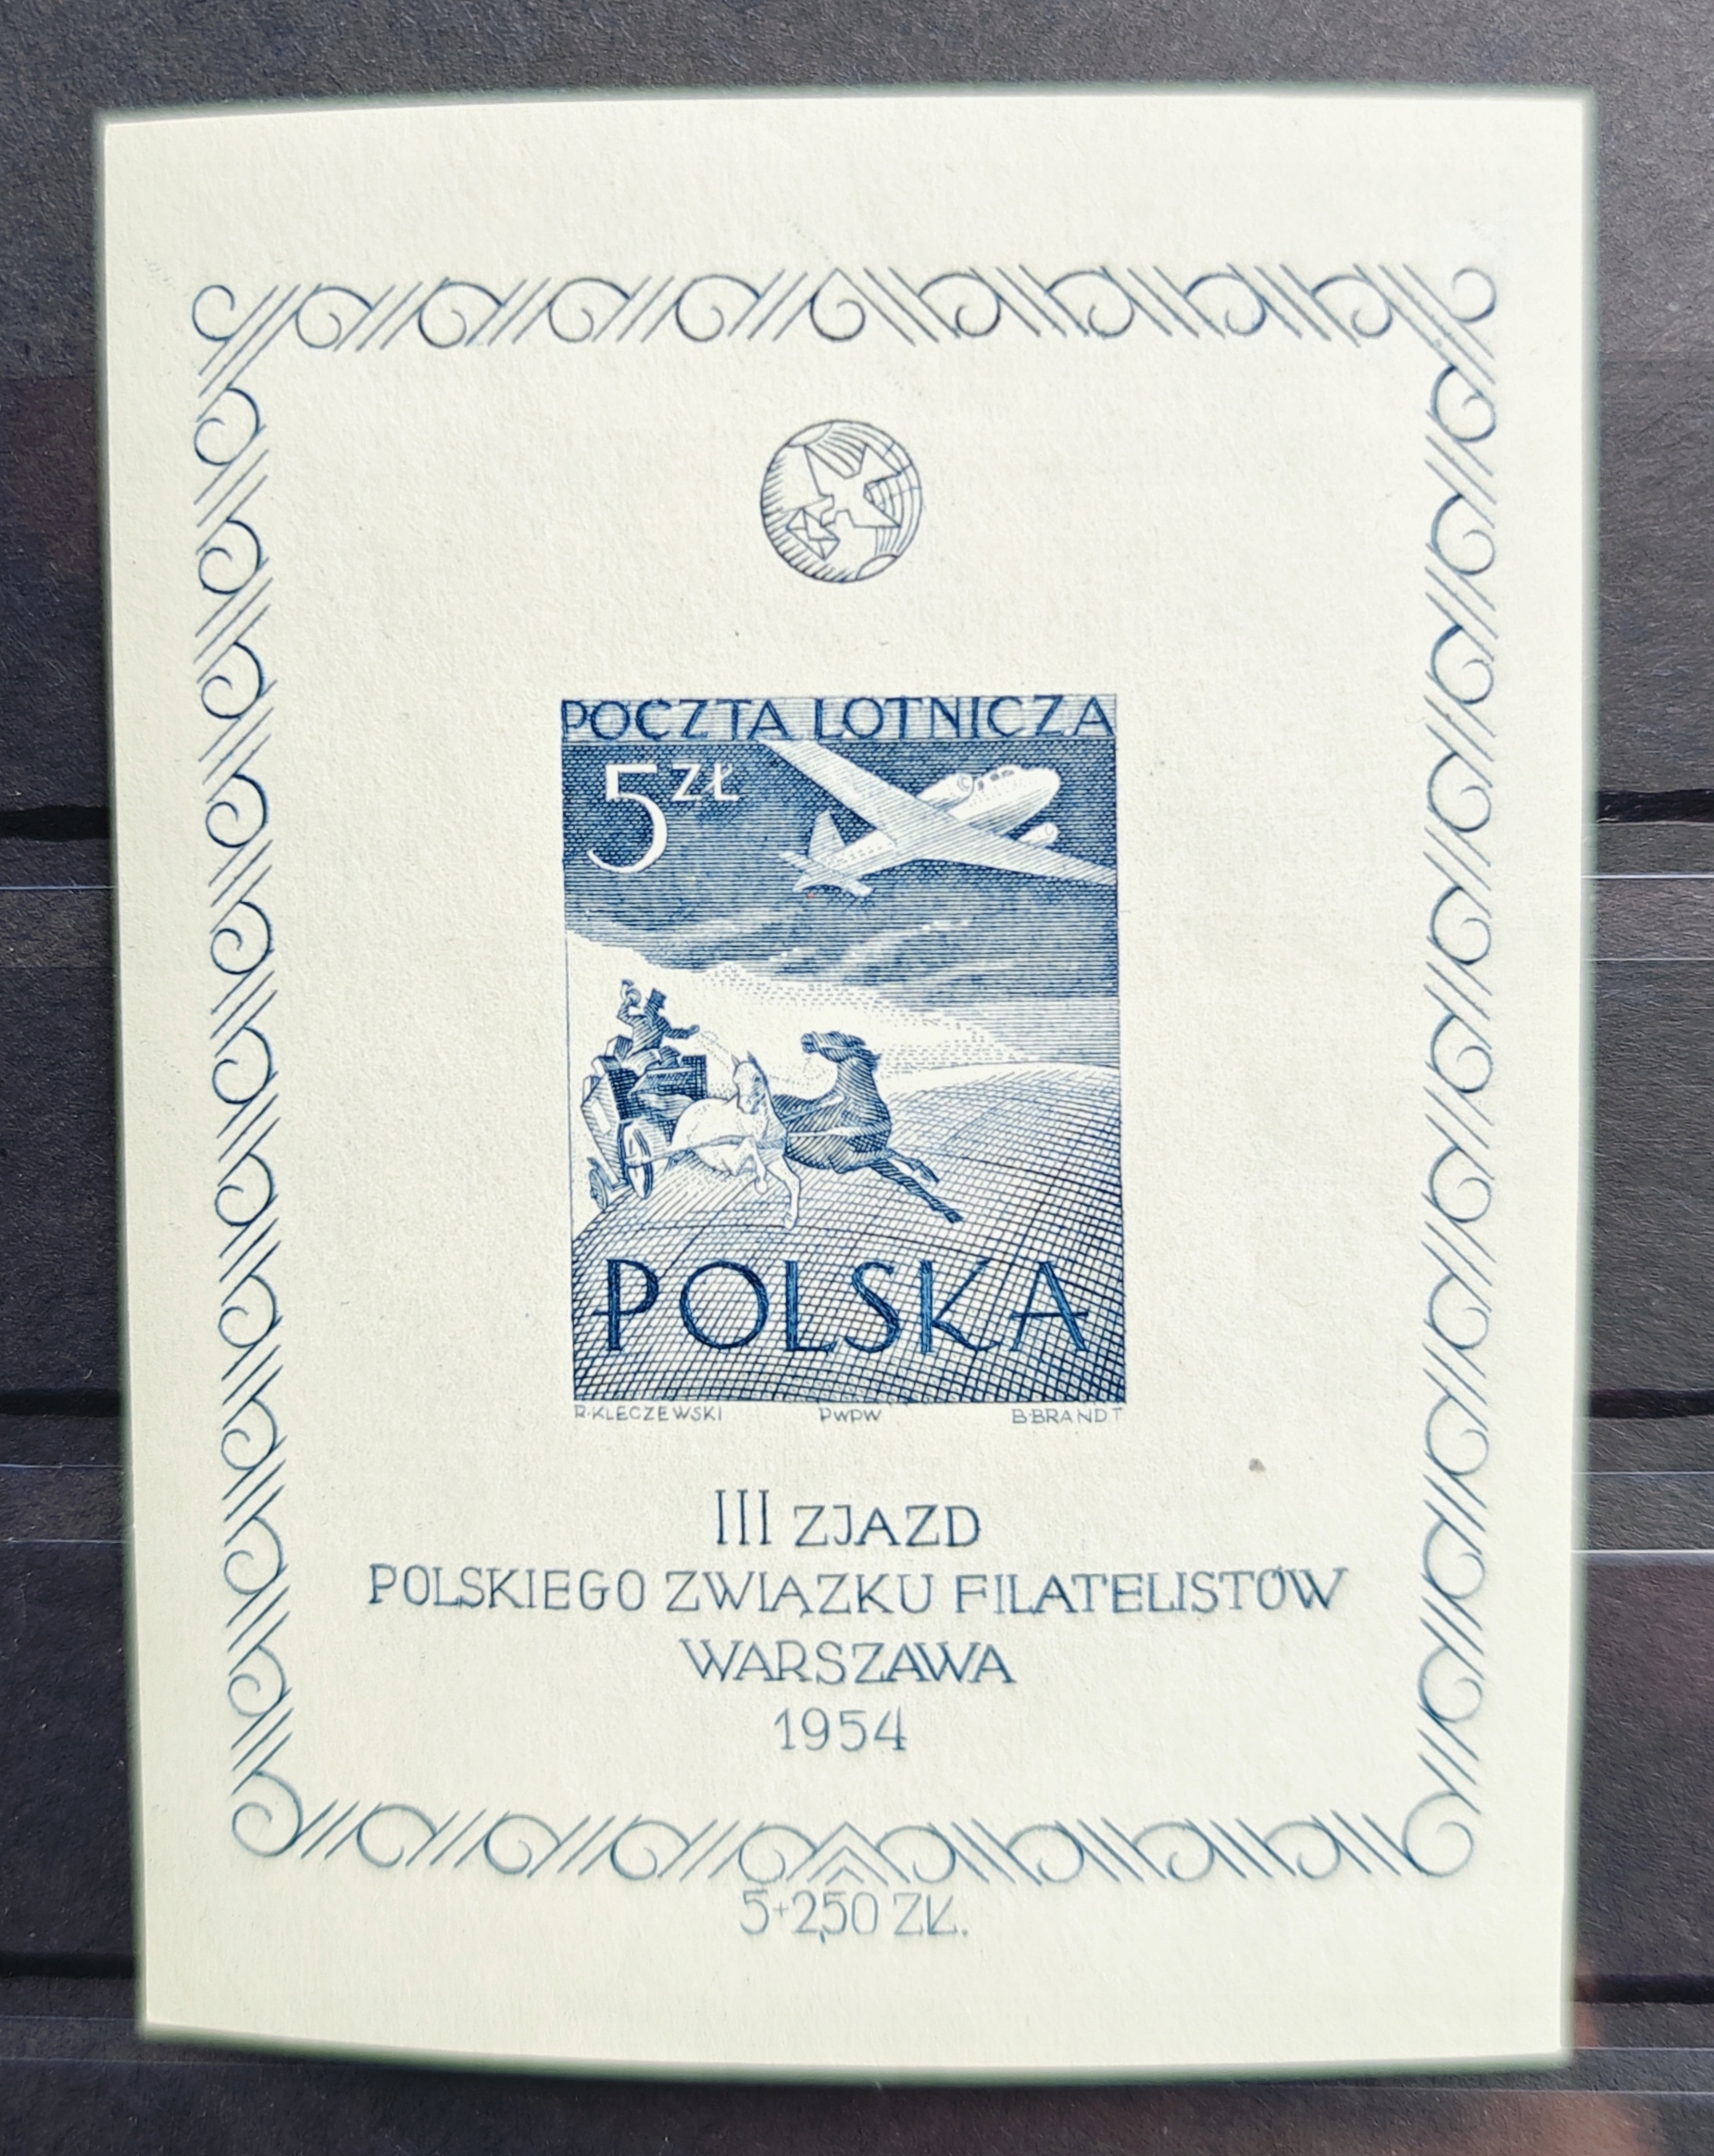 POCZTA LOTNICZA
5 ZŁ
POLSKA
R·KLECZEWSKI PWPW B·BRANDT
III ZJAZD
POLSKIEGO ZWIĄZKU FILATELISTÓW
WARSZAWA
1954
5+2,50 ZŁ.